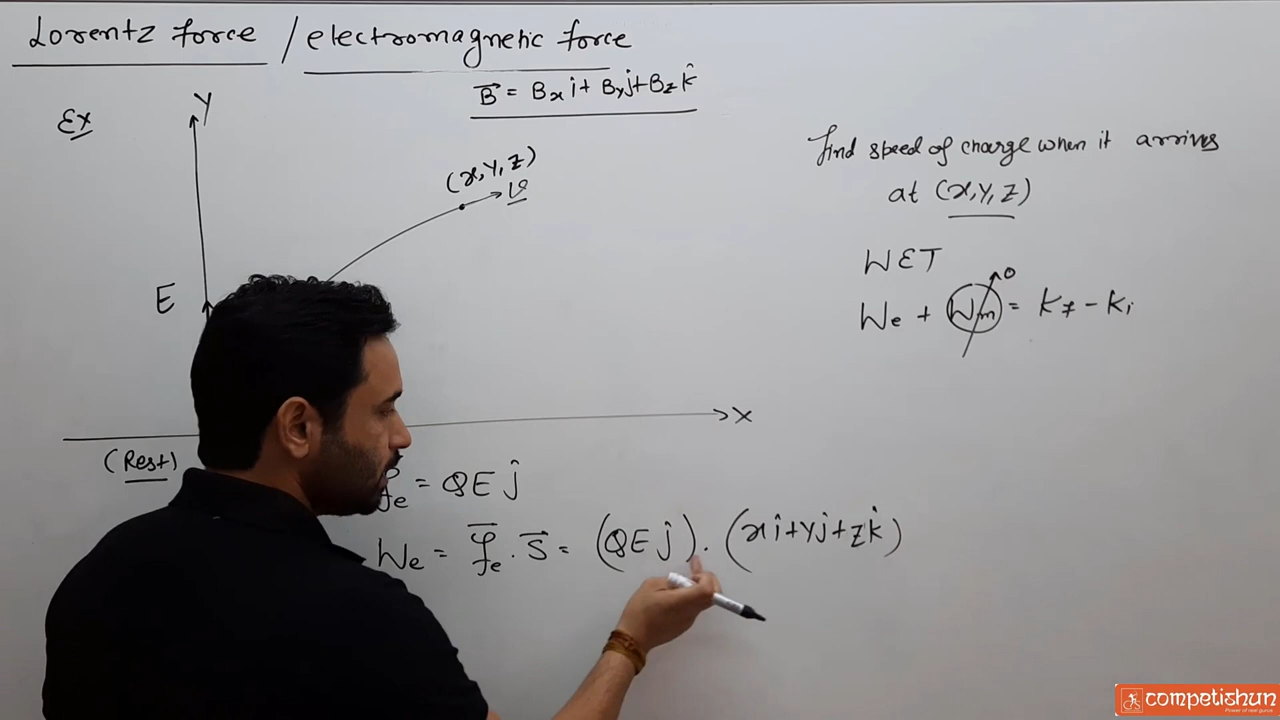 Lorentz force / electromagnetic force
B⃗ = Bx i + By j + Bz k̂
Ex
Y
(x, y, z)
v
E
X
(Rest)
find speed of charge when it arrives
at (x, y, z)
WET
We + Wm = Kf - Ki
0
fe = QE ĵ
We = f⃗e . S⃗ = (QE ĵ) . (x î + y ĵ + z k̂)
competishun